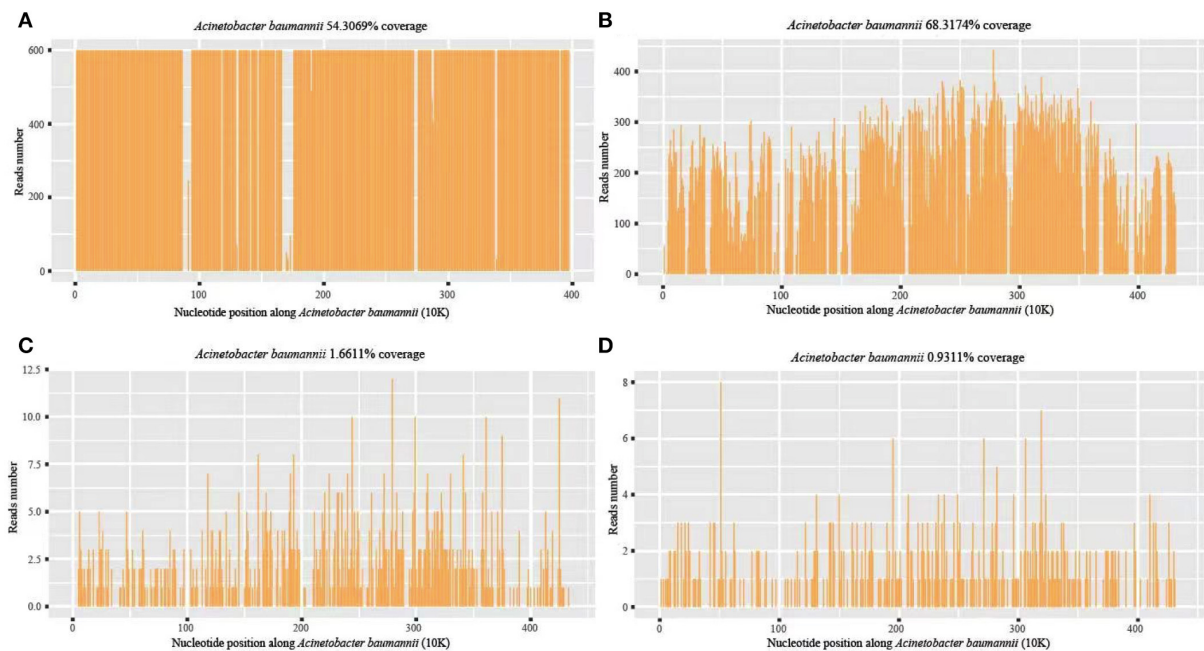 A
Acinetobacter baumannii 54.3069% coverage
600
400
200
0
Reads number
0 100 200 300 400
Nucleotide position along Acinetobacter baumannii (10K)
B
Acinetobacter baumannii 68.3174% coverage
400
300
200
100
0
Reads number
0 100 200 300 400
Nucleotide position along Acinetobacter baumannii (10K)
C
Acinetobacter baumannii 1.6611% coverage
12.5
10.0
7.5
5.0
2.5
0.0
Reads number
0 100 200 300 400
Nucleotide position along Acinetobacter baumannii (10K)
D
Acinetobacter baumannii 0.9311% coverage
8
6
4
2
0
Reads number
0 100 200 300 400
Nucleotide position along Acinetobacter baumannii (10K)